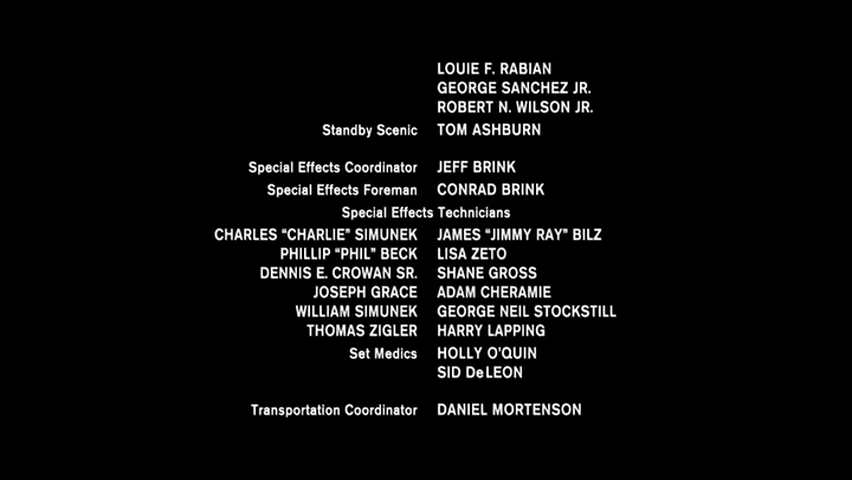 LOUIE F. RABIAN
GEORGE SANCHEZ JR.
ROBERT N. WILSON JR.
Standby Scenic TOM ASHBURN
Special Effects Coordinator JEFF BRINK
Special Effects Foreman CONRAD BRINK
Special Effects Technicians
CHARLES “CHARLIE” SIMUNEK JAMES “JIMMY RAY” BILZ
PHILLIP “PHIL” BECK LISA ZETO
DENNIS E. CROWAN SR. SHANE GROSS
JOSEPH GRACE ADAM CHERAMIE
WILLIAM SIMUNEK GEORGE NEIL STOCKSTILL
THOMAS ZIGLER HARRY LAPPING
Set Medics HOLLY O’QUIN
SID DeLEON
Transportation Coordinator DANIEL MORTENSON